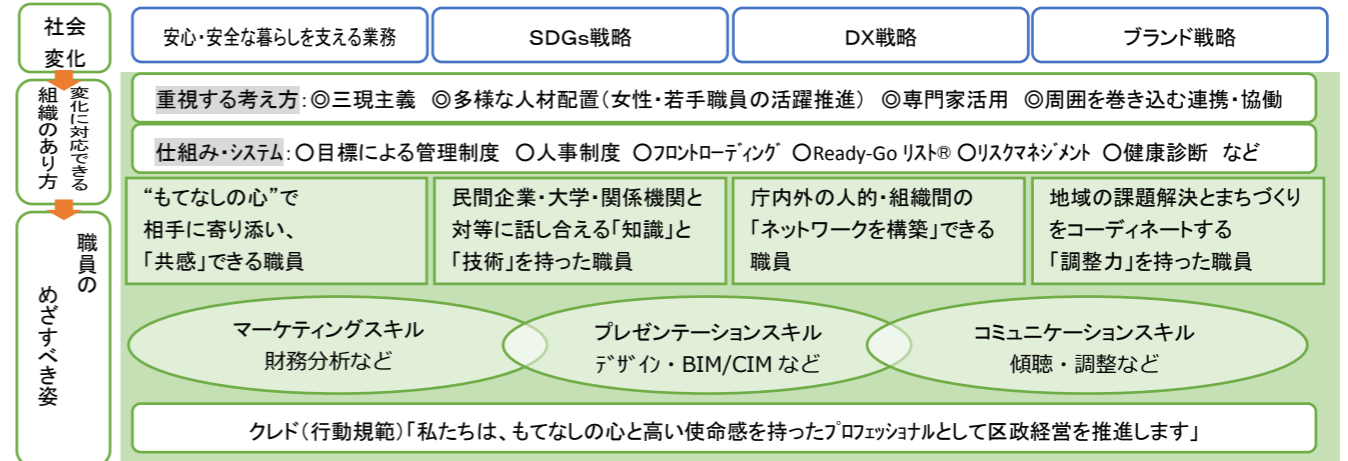 社会
変化
安心・安全な暮らしを支える業務
SDGs戦略
DX戦略
ブランド戦略
変化に対応できる
組織のあり方
重視する考え方：◎三現主義 ◎多様な人材配置（女性・若手職員の活躍推進） ◎専門家活用 ◎周囲を巻き込む連携・協働
仕組み・ｼｽﾃﾑ：〇目標による管理制度 〇人事制度 〇ﾌﾛﾝﾄﾛｰﾃﾞｨﾝｸﾞ 〇Ready-Go リスト® 〇ﾘｽｸﾏﾈｼﾞﾒﾝﾄ 〇健康診断 など
職員の
めざすべき姿
“もてなしの心”で
相手に寄り添い、
「共感」できる職員
民間企業・大学・関係機関と
対等に話し合える「知識」と
「技術」を持った職員
庁内外の人的・組織間の
「ネットワークを構築」できる
職員
地域の課題解決とまちづくり
をコーディネートする
「調整力」を持った職員
マーケティングスキル
財務分析など
プレゼンテーションスキル
ﾃﾞｻﾞｲﾝ・BIM/CIM など
コミュニケーションスキル
傾聴・調整など
クレド（行動規範）「私たちは、もてなしの心と高い使命感を持ったﾌﾟﾛﾌｪｯｼｮﾅﾙとして区政経営を推進します」